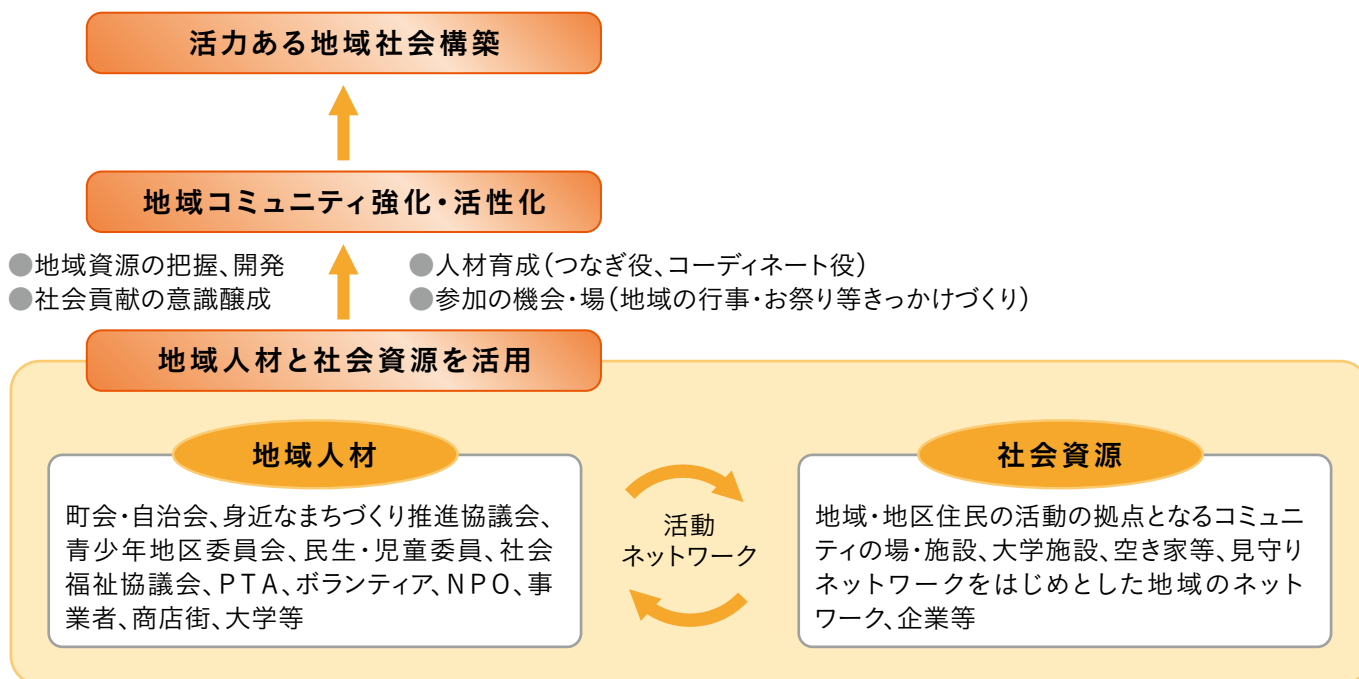 活力ある地域社会構築
地域コミュニティ強化・活性化
●地域資源の把握、開発
●社会貢献の意識醸成
●人材育成(つなぎ役、コーディネート役)
●参加の機会・場(地域の行事・お祭り等きっかけづくり)
地域人材と社会資源を活用
地域人材
町会・自治会、身近なまちづくり推進協議会、
青少年地区委員会、民生・児童委員、社会
福祉協議会、PTA、ボランティア、NPO、事
業者、商店街、大学等
活動
ネットワーク
社会資源
地域・地区住民の活動の拠点となるコミュニ
ティの場・施設、大学施設、空き家等、見守り
ネットワークをはじめとした地域のネット
ワーク、企業等